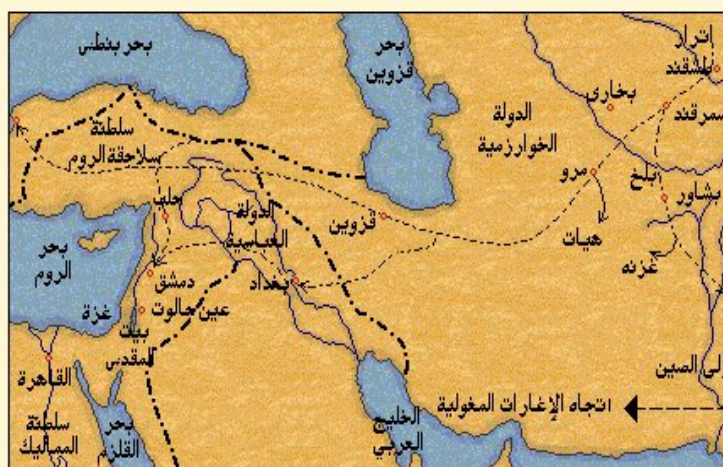 بحر بنطس
بحر
قزوين
اترار
طشقند
بخارى
سمرقند
الدولة
الخوارزمية
سلطنة
سلاجقة الروم
مرو
بلخ
بشاور
حلب
الدولة
العباسية
قزوين
هيات
غزنه
بحر
الروم
دمشق
بغداد
عين جالوت
غزة
بيت
المقدس
القاهرة
لى الصين
اتجاه الإغارات المغولية
سلطنة
المماليك
بحر
القلزم
الخليج
العربي